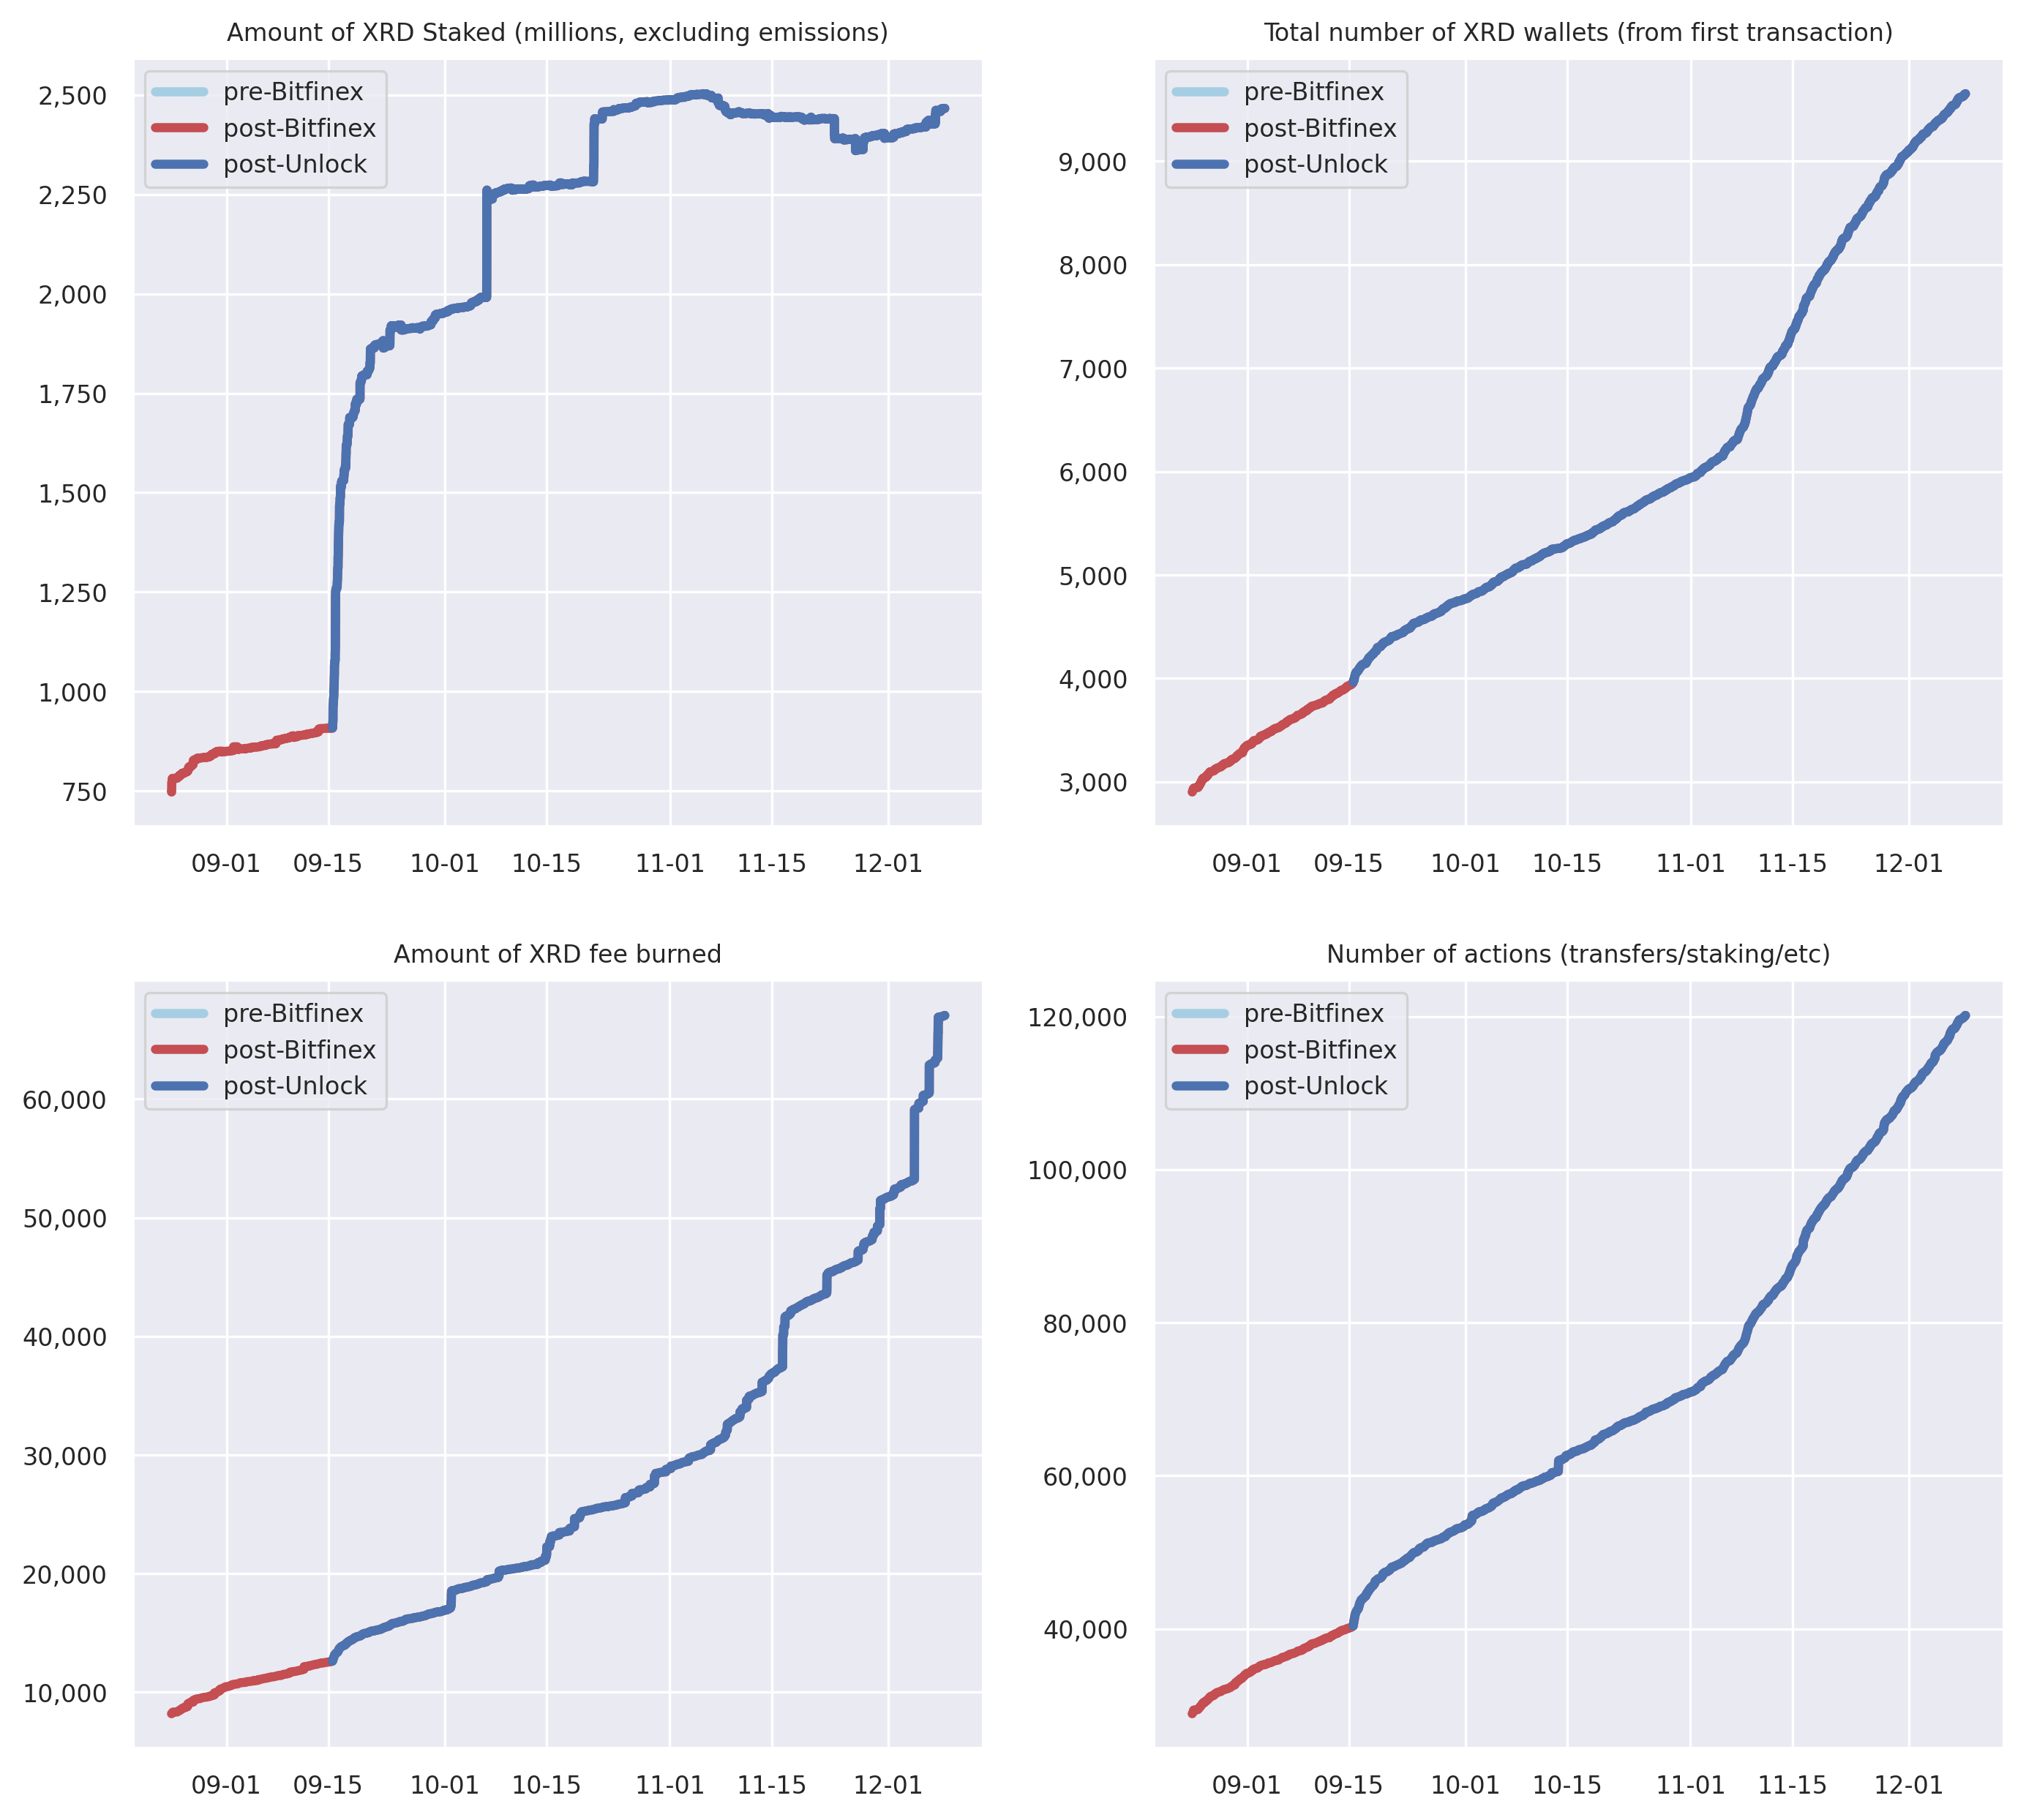 Amount of XRD Staked (millions, excluding emissions)
pre-Bitfinex
post-Bitfinex
post-Unlock
2,500
2,250
2,000
1,750
1,500
1,250
1,000
750
09-01 09-15 10-01 10-15 11-01 11-15 12-01
Total number of XRD wallets (from first transaction)
pre-Bitfinex
post-Bitfinex
post-Unlock
9,000
8,000
7,000
6,000
5,000
4,000
3,000
09-01 09-15 10-01 10-15 11-01 11-15 12-01
Amount of XRD fee burned
pre-Bitfinex
post-Bitfinex
post-Unlock
60,000
50,000
40,000
30,000
20,000
10,000
09-01 09-15 10-01 10-15 11-01 11-15 12-01
Number of actions (transfers/staking/etc)
pre-Bitfinex
post-Bitfinex
post-Unlock
120,000
100,000
80,000
60,000
40,000
09-01 09-15 10-01 10-15 11-01 11-15 12-01